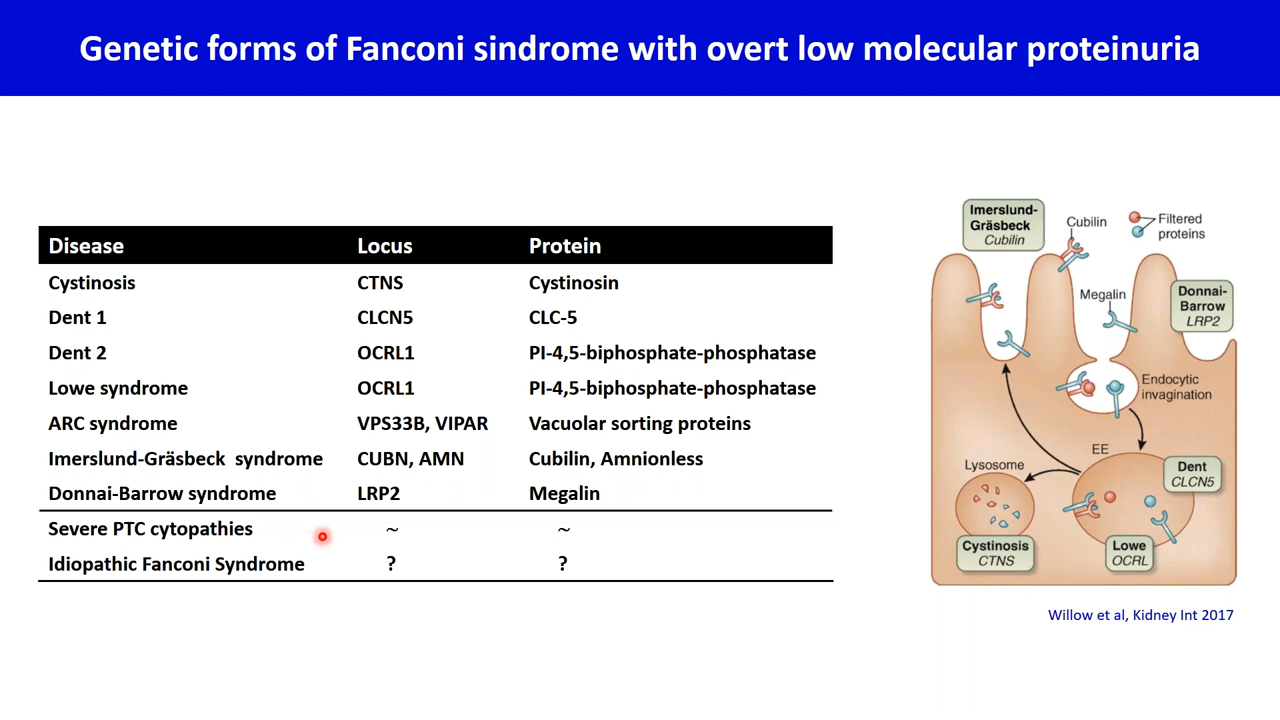 Genetic forms of Fanconi sindrome with overt low molecular proteinuria
Disease Locus Protein
Cystinosis CTNS Cystinosin
Dent 1 CLCN5 CLC-5
Dent 2 OCRL1 PI-4,5-biphosphate-phosphatase
Lowe syndrome OCRL1 PI-4,5-biphosphate-phosphatase
ARC syndrome VPS33B, VIPAR Vacuolar sorting proteins
Imerslund-Gräsbeck syndrome CUBN, AMN Cubilin, Amnionless
Donnai-Barrow syndrome LRP2 Megalin
Severe PTC cytopathies ~ ~
Idiopathic Fanconi Syndrome ? ?
Imerslund-
Gräsbeck
Cubilin
Cubilin
Filtered
proteins
Megalin
Donnai-
Barrow
LRP2
Endocytic
invagination
EE
Lysosome
Dent
CLCN5
Cystinosis
CTNS
Lowe
OCRL
Willow et al, Kidney Int 2017